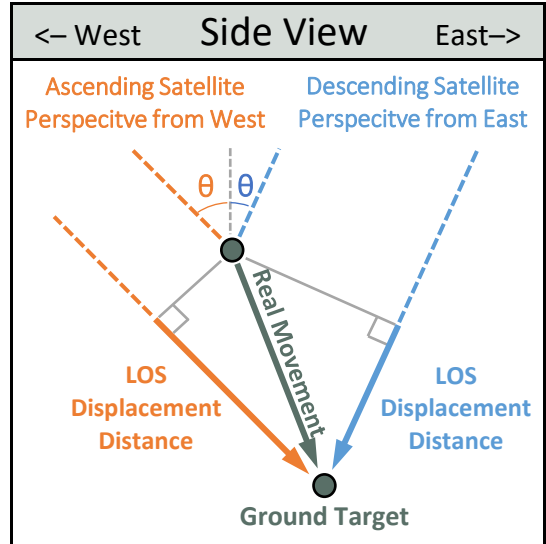 <– West Side View East–>
Ascending Satellite
Perspecitve from West
Descending Satellite
Perspecitve from East
θ θ
Real Movement
LOS
Displacement
Distance
LOS
Displacement
Distance
Ground Target